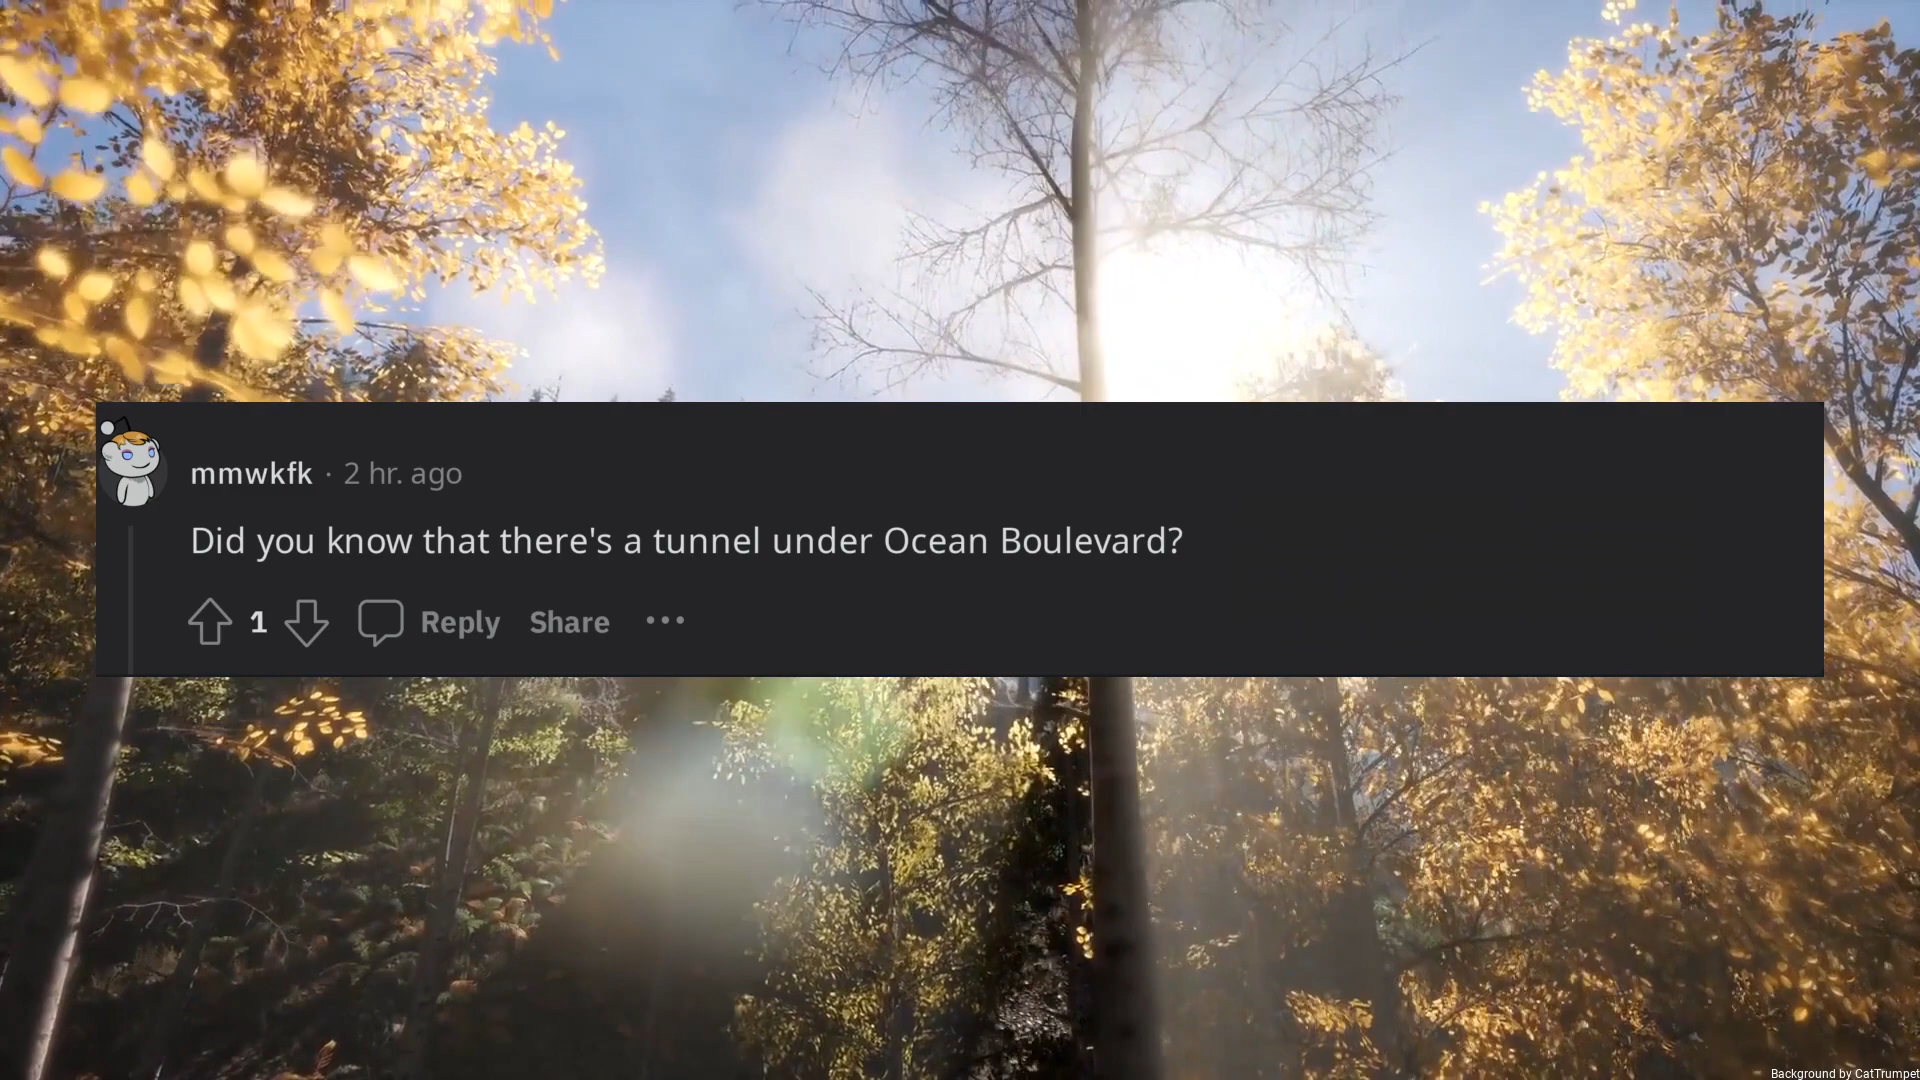 mmwkfk · 2 hr. ago
Did you know that there's a tunnel under Ocean Boulevard?
1 Reply Share ···
Background by CatTrumpet